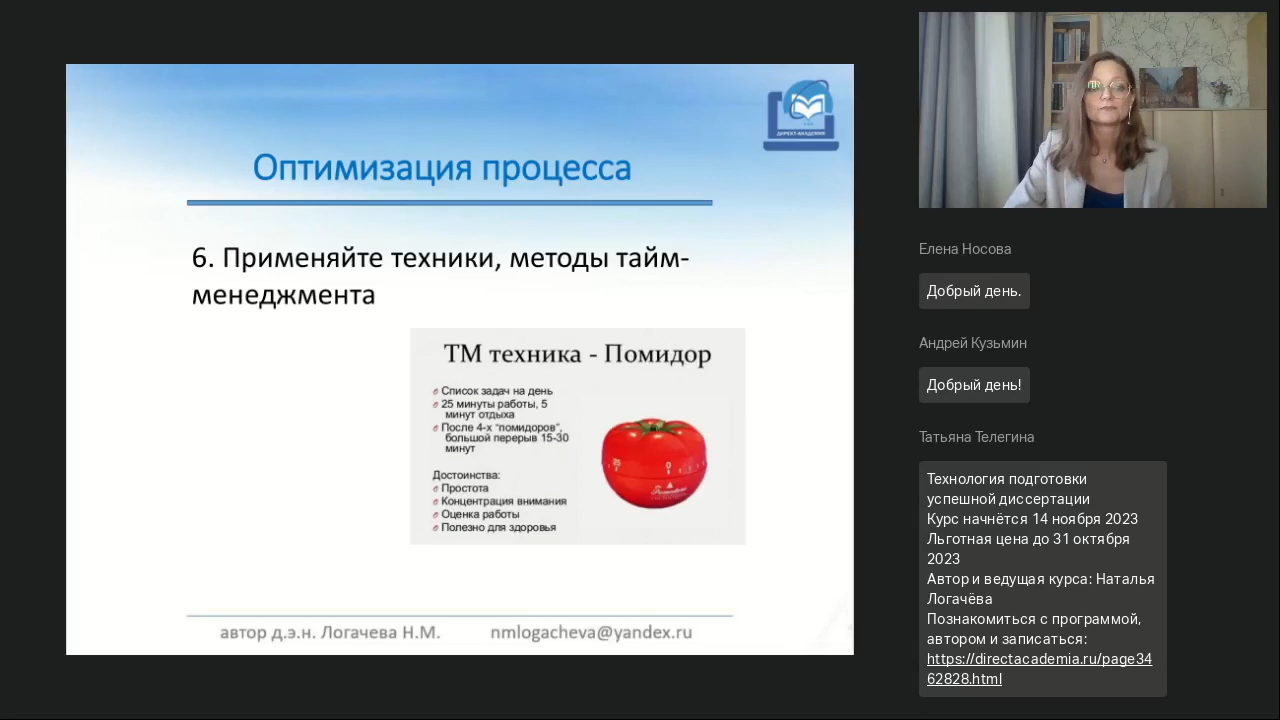 ДИРЕКТ-АКАДЕМИЯ
Оптимизация процесса
6. Применяйте техники, методы тайм-
менеджмента
ТМ техника - Помидор
Список задач на день
25 минуты работы, 5
минут отдыха
После 4-х "помидоров",
большой перерыв 15-30
минут
Достоинства:
Простота
Концентрация внимания
Оценка работы
Полезно для здоровья
25
0
автор д.э.н. Логачева Н.М.
nmlogacheva@yandex.ru
Елена Носова
Добрый день.
Андрей Кузьмин
Добрый день!
Татьяна Телегина
Технология подготовки
успешной диссертации
Курс начнётся 14 ноября 2023
Льготная цена до 31 октября
2023
Автор и ведущая курса: Наталья
Логачёва
Познакомиться с программой,
автором и записаться:
https://directacademia.ru/page34
62828.html